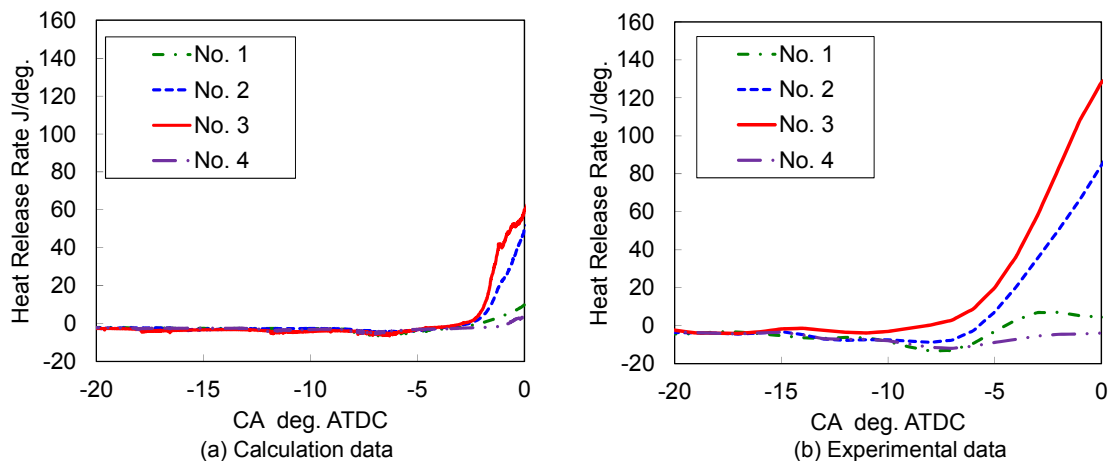 Heat Release Rate J/deg.
160
140
120
100
80
60
40
20
0
-20
No. 1
No. 2
No. 3
No. 4
-20 -15 -10 -5 0
CA deg. ATDC
(a) Calculation data
Heat Release Rate J/deg.
160
140
120
100
80
60
40
20
0
-20
No. 1
No. 2
No. 3
No. 4
-20 -15 -10 -5 0
CA deg. ATDC
(b) Experimental data